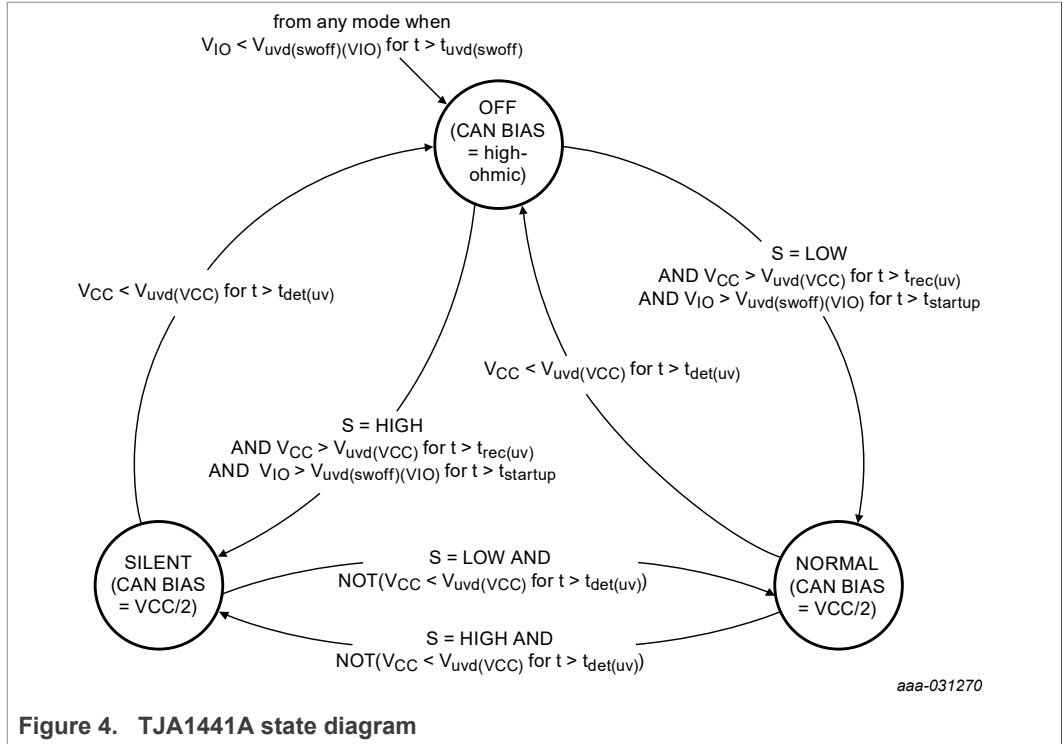 from any mode when
VIO < Vuvd(swoff)(VIO) for t > tuvd(swoff)
OFF
(CAN BIAS
= high-
ohmic)
S = LOW
AND VCC > Vuvd(VCC) for t > trec(uv)
AND VIO > Vuvd(swoff)(VIO) for t > tstartup
VCC < Vuvd(VCC) for t > tdet(uv)
VCC < Vuvd(VCC) for t > tdet(uv)
S = HIGH
AND VCC > Vuvd(VCC) for t > trec(uv)
AND VIO > Vuvd(swoff)(VIO) for t > tstartup
SILENT
(CAN BIAS
= VCC/2)
S = LOW AND
NOT(VCC < Vuvd(VCC) for t > tdet(uv))
NORMAL
(CAN BIAS
= VCC/2)
S = HIGH AND
NOT(VCC < Vuvd(VCC) for t > tdet(uv))
aaa-031270
Figure 4. TJA1441A state diagram